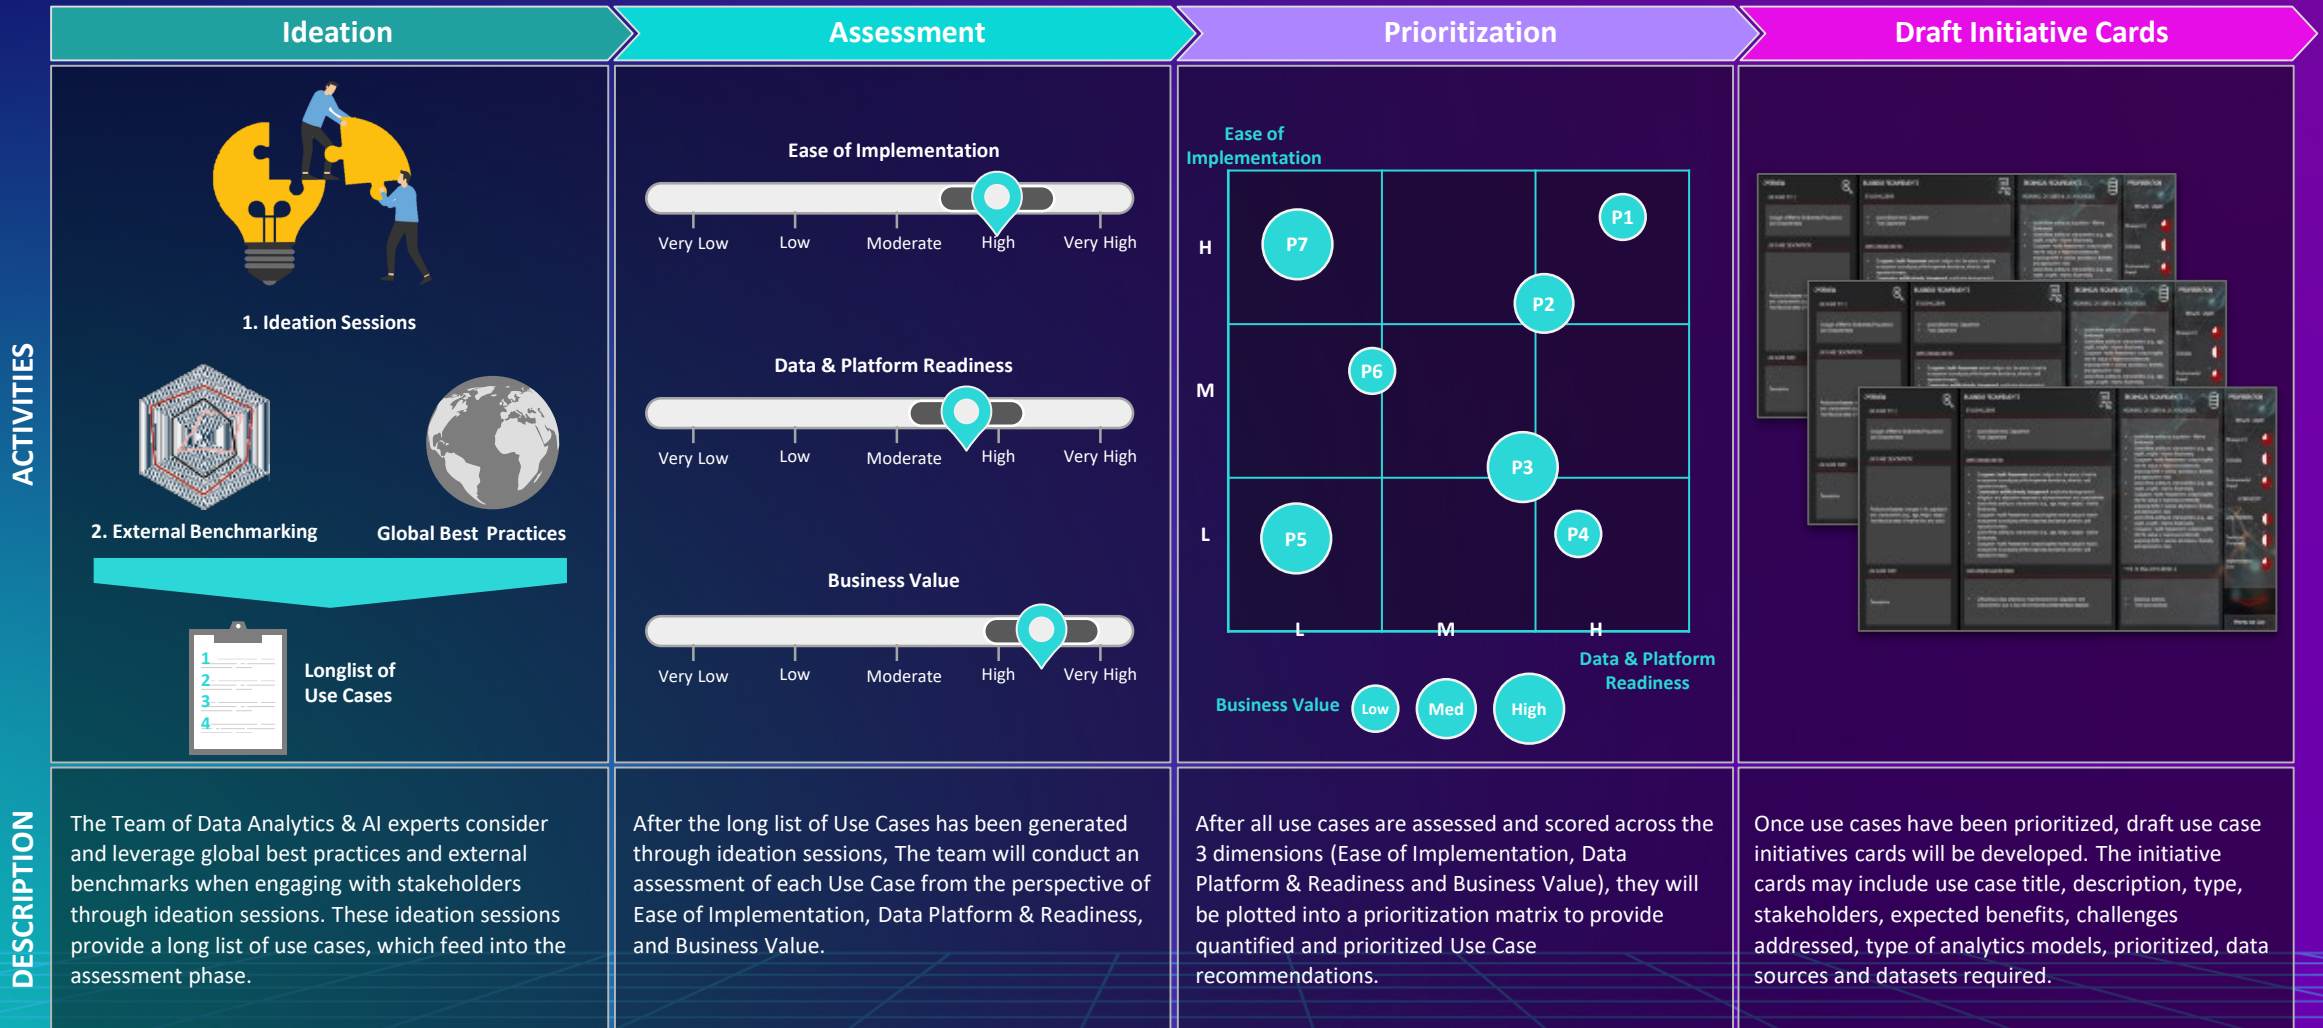 Ideation
Assessment
Prioritization
Draft Initiative Cards
ACTIVITIES
1. Ideation Sessions
2. External Benchmarking
Global Best Practices
1
2
3
4
Longlist of
Use Cases
Ease of Implementation
Very Low
Low
Moderate
High
Very High
Data & Platform Readiness
Very Low
Low
Moderate
High
Very High
Business Value
Very Low
Low
Moderate
High
Very High
Ease of
Implementation
H
M
L
P7
P1
P2
P6
P3
P5
P4
L
M
H
Data & Platform
Readiness
Business Value
Low
Med
High
DESCRIPTION
The Team of Data Analytics & AI experts consider
and leverage global best practices and external
benchmarks when engaging with stakeholders
through ideation sessions. These ideation sessions
provide a long list of use cases, which feed into the
assessment phase.
After the long list of Use Cases has been generated
through ideation sessions, The team will conduct an
assessment of each Use Case from the perspective of
Ease of Implementation, Data Platform & Readiness,
and Business Value.
After all use cases are assessed and scored across the
3 dimensions (Ease of Implementation, Data
Platform & Readiness and Business Value), they will
be plotted into a prioritization matrix to provide
quantified and prioritized Use Case
recommendations.
Once use cases have been prioritized, draft use case
initiatives cards will be developed. The initiative
cards may include use case title, description, type,
stakeholders, expected benefits, challenges
addressed, type of analytics models, prioritized, data
sources and datasets required.